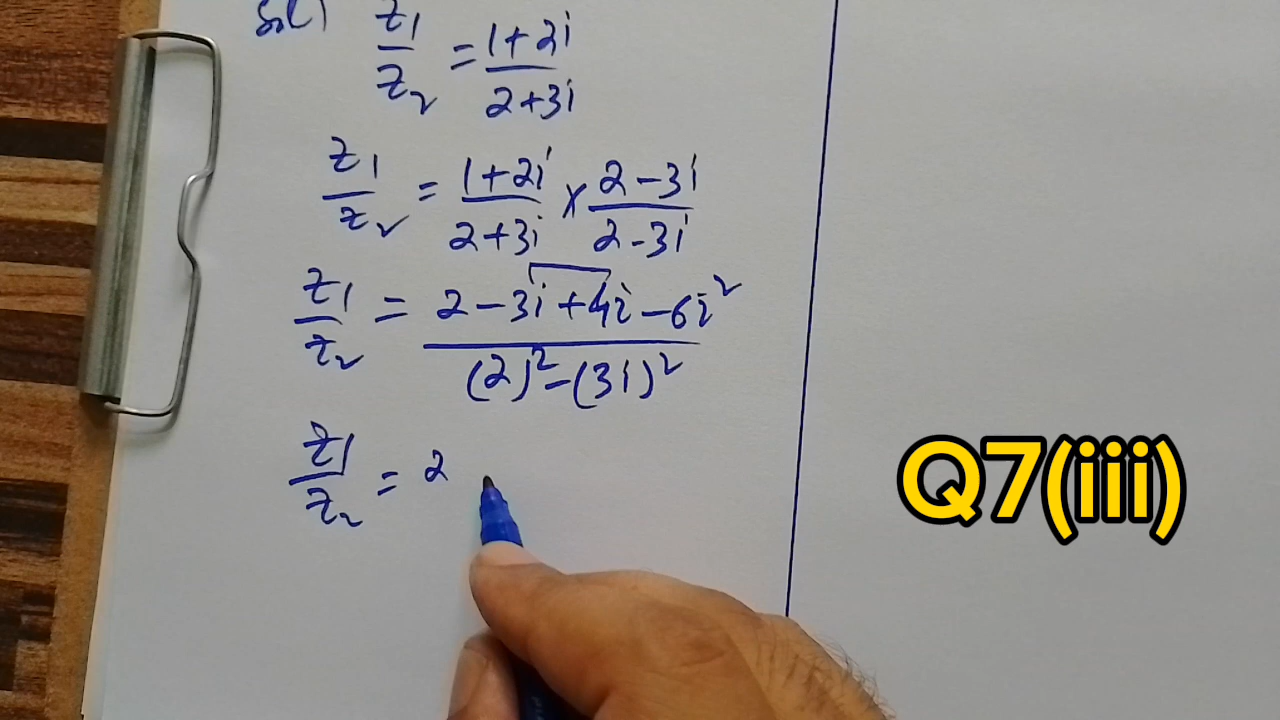 Sol)
z1/z2 = 1+2i/2+3i
z1/z2 = 1+2i/2+3i × 2-3i/2-3i
z1/z2 = 2-3i+4i-6i²/(2)²-(3i)²
z1/z2 = 2
Q7(iii)